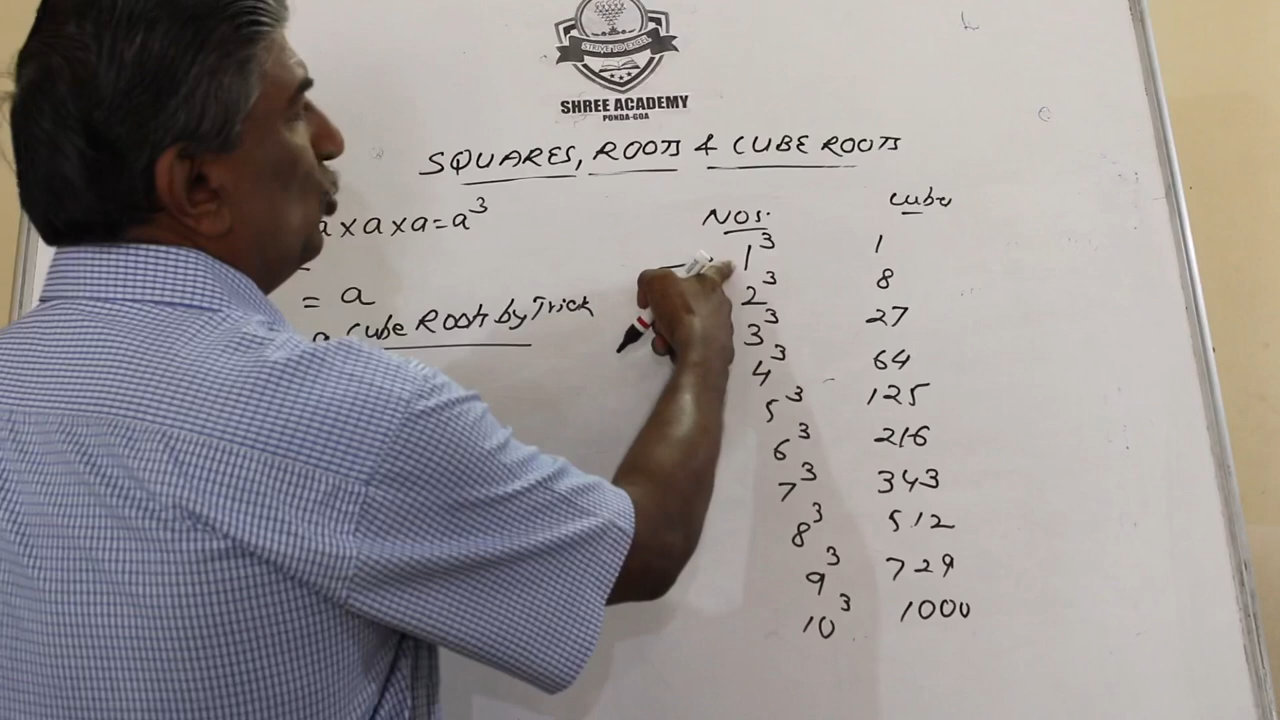 STRIVE TO EXCEL
SHREE ACADEMY
PONDA-GOA
SQUARES, ROOTS & CUBE ROOTS
a x a x a = a³
= a
Cube Roots by Trick
NOS. cube
1³ 1
2³ 8
3³ 27
4³ 64
5³ 125
6³ 216
7³ 343
8³ 512
9³ 729
10³ 1000